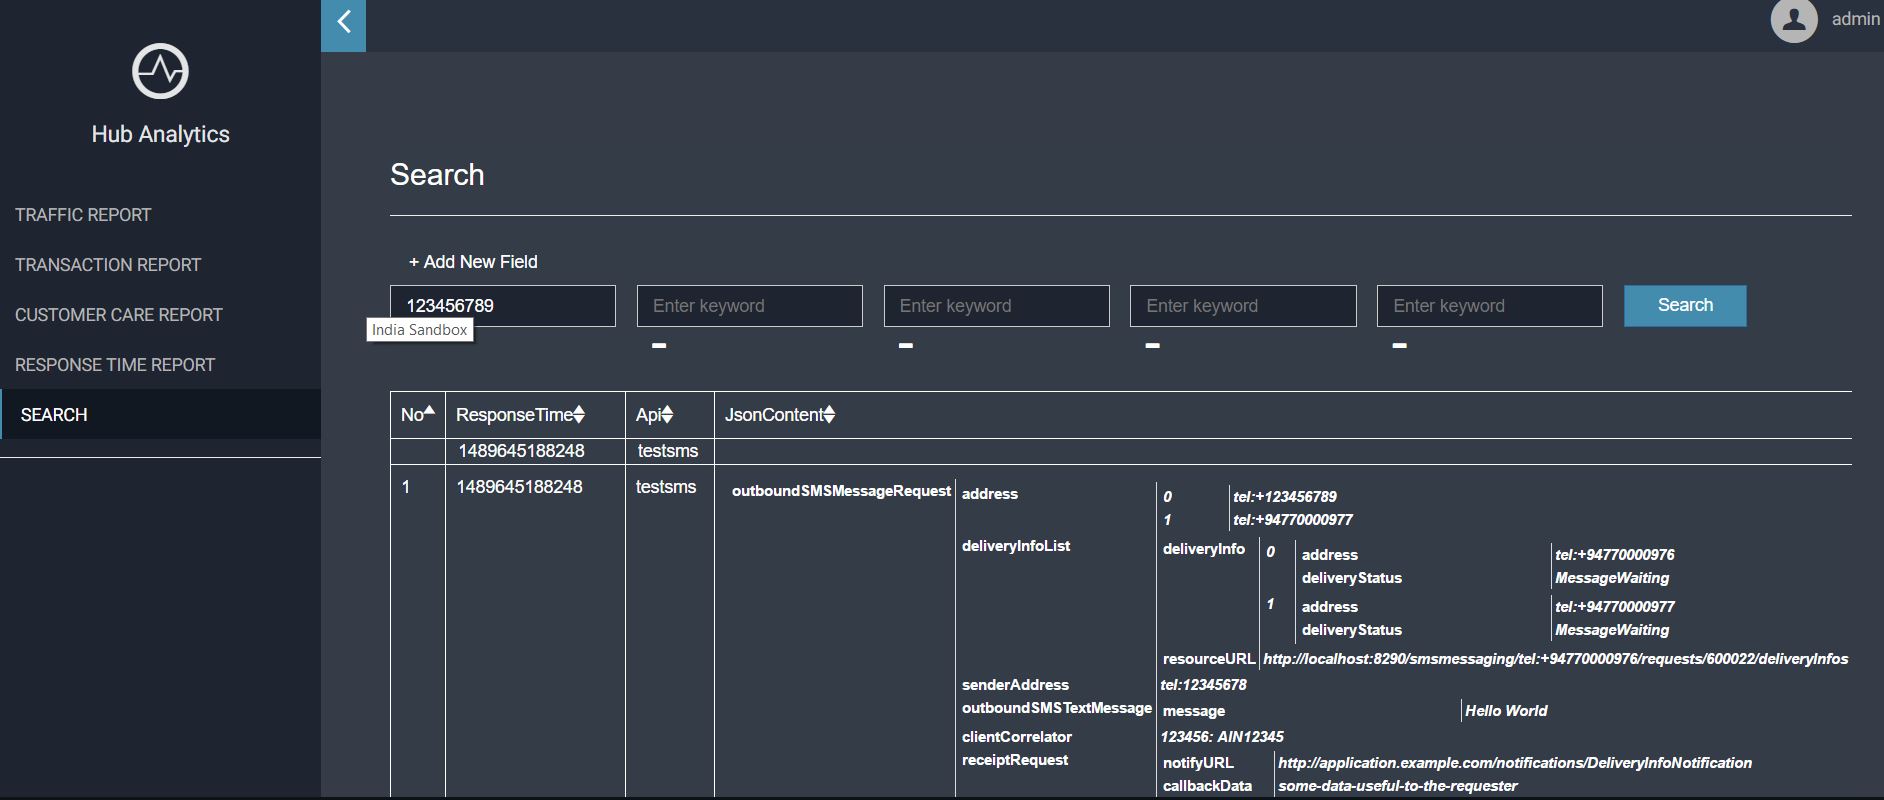 admin
Hub Analytics
TRAFFIC REPORT
TRANSACTION REPORT
CUSTOMER CARE REPORT
RESPONSE TIME REPORT
SEARCH
Search
+ Add New Field
123456789 Enter keyword Enter keyword Enter keyword Enter keyword Search
India Sandbox
No ResponseTime Api JsonContent
1489645188248 testsms
1 1489645188248 testsms outboundSMSMessageRequest address 0 tel:+123456789
1 tel:+94770000977
deliveryInfoList deliveryInfo 0 address tel:+94770000976
deliveryStatus MessageWaiting
1 address tel:+94770000977
deliveryStatus MessageWaiting
resourceURL http://localhost:8290/smsmessaging/tel:+94770000976/requests/600022/deliveryInfos
senderAddress tel:12345678
outboundSMSTextMessage message Hello World
clientCorrelator 123456: AIN12345
receiptRequest notifyURL http://application.example.com/notifications/DeliveryInfoNotification
callbackData some-data-useful-to-the-requester